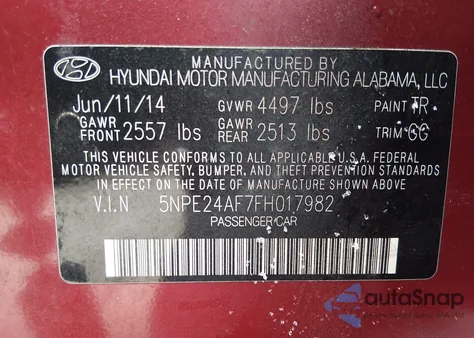 MANUFACTURED BY
HYUNDAI MOTOR MANUFACTURING ALABAMA, LLC
Jun/11/14 GVWR 4497 lbs PAINT TR
GAWR FRONT 2557 lbs GAWR REAR 2513 lbs TRIM GG
THIS VEHICLE CONFORMS TO ALL APPLICABLE U.S.A. FEDERAL
MOTOR VEHICLE SAFETY, BUMPER, AND THEFT PREVENTION STANDARDS
IN EFFECT ON THE DATE OF MANUFACTURE SHOWN ABOVE.
V.I.N 5NPE24AF7FH017982
PASSENGER CAR
autoSnap